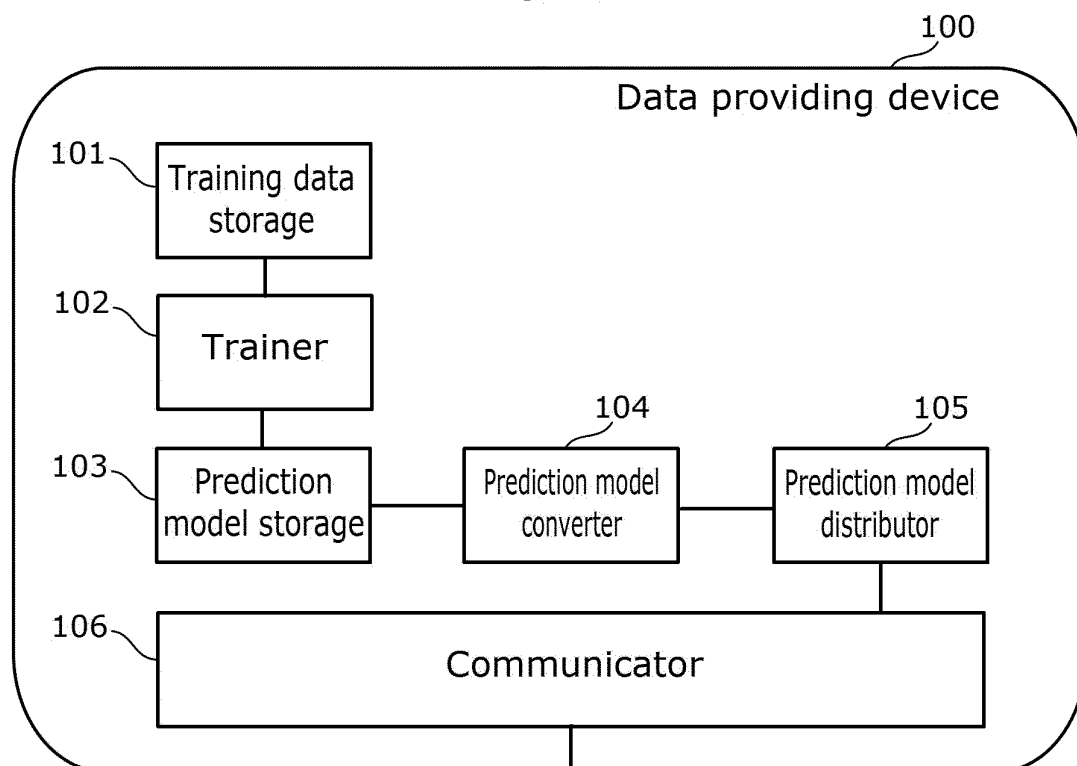 100
Data providing device
101
Training data
storage
102
Trainer
103
Prediction
model storage
104
Prediction model
converter
105
Prediction model
distributor
106
Communicator